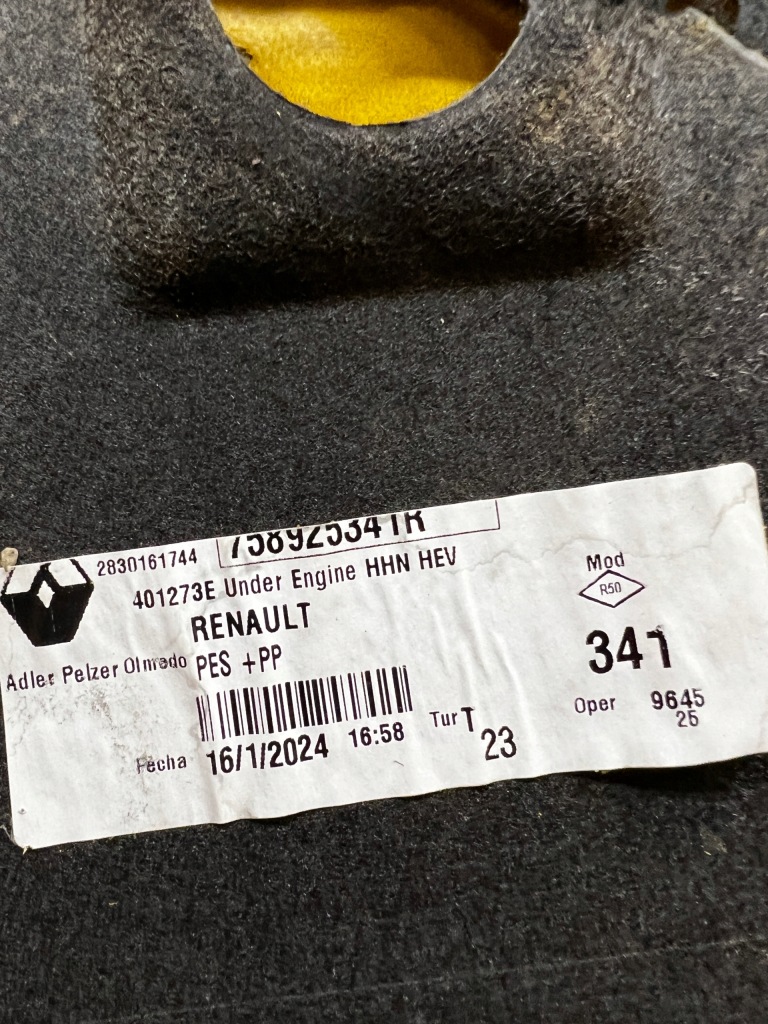 2830161744 758925341R
401273E Under Engine HHN HEV
RENAULT
Adler Pelzer Olmedo PES +PP
Fecha 16/1/2024 16:58
Tur T
23
Mod
R50
341
Oper 9645
25